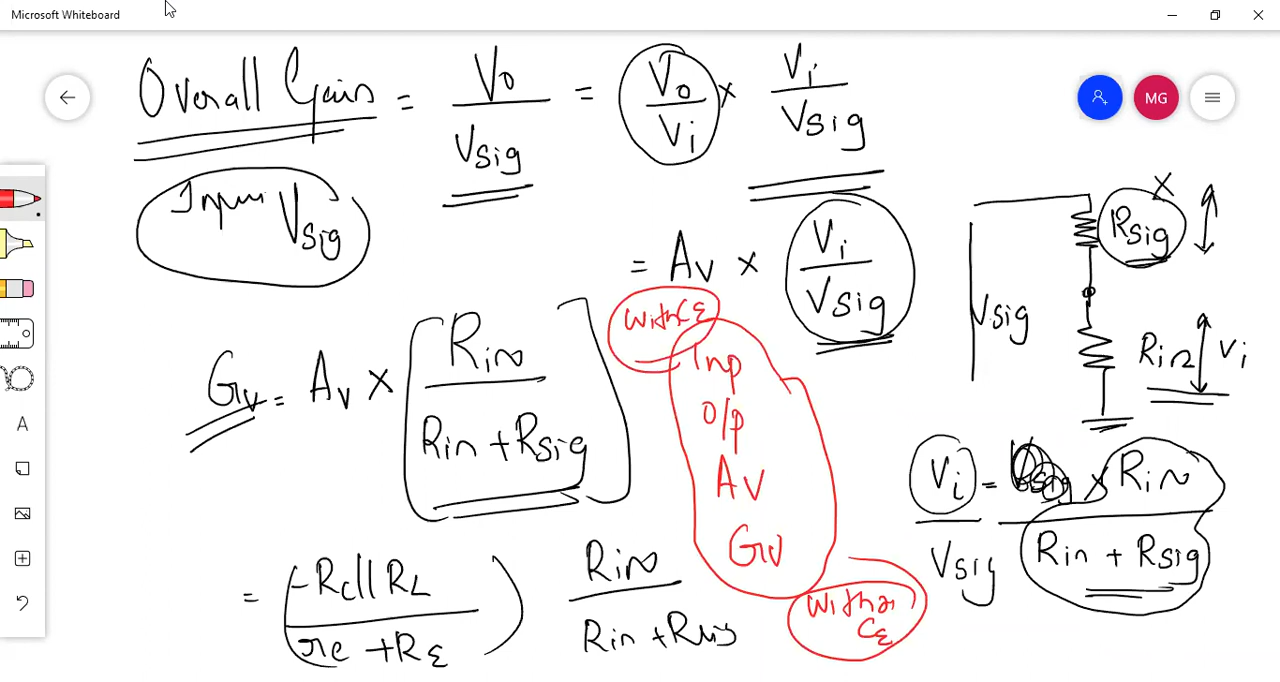 Microsoft Whiteboard
MG
A
Overall Gain = Vo / Vsig = Vo / Vi × Vi / Vsig
Input Vsig
= Av × Vi / Vsig
Gv = Av × [ Rin / Rin + Rsig ]
= ( -Rc||RL / re + RE ) Rin / Rin + Rsig
with CE
Inp
O/p
Av
Gv
CE
x
Rsig
Vsig
Rin
Vi
Vi / Vsig = × Rin / Rin + Rsig